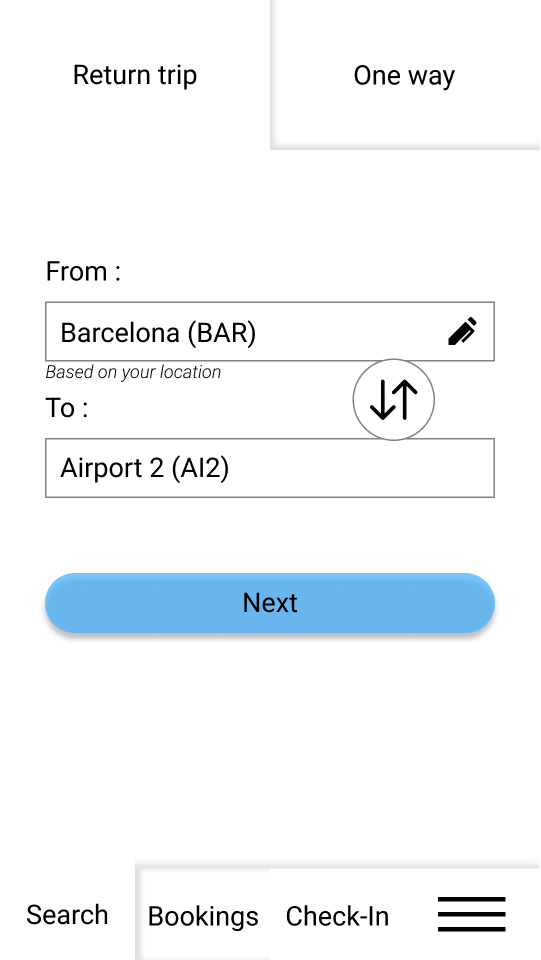 Return trip
One way
From :
Barcelona (BAR)
Based on your location
To :
Airport 2 (AI2)
Next
Search
Bookings
Check-In